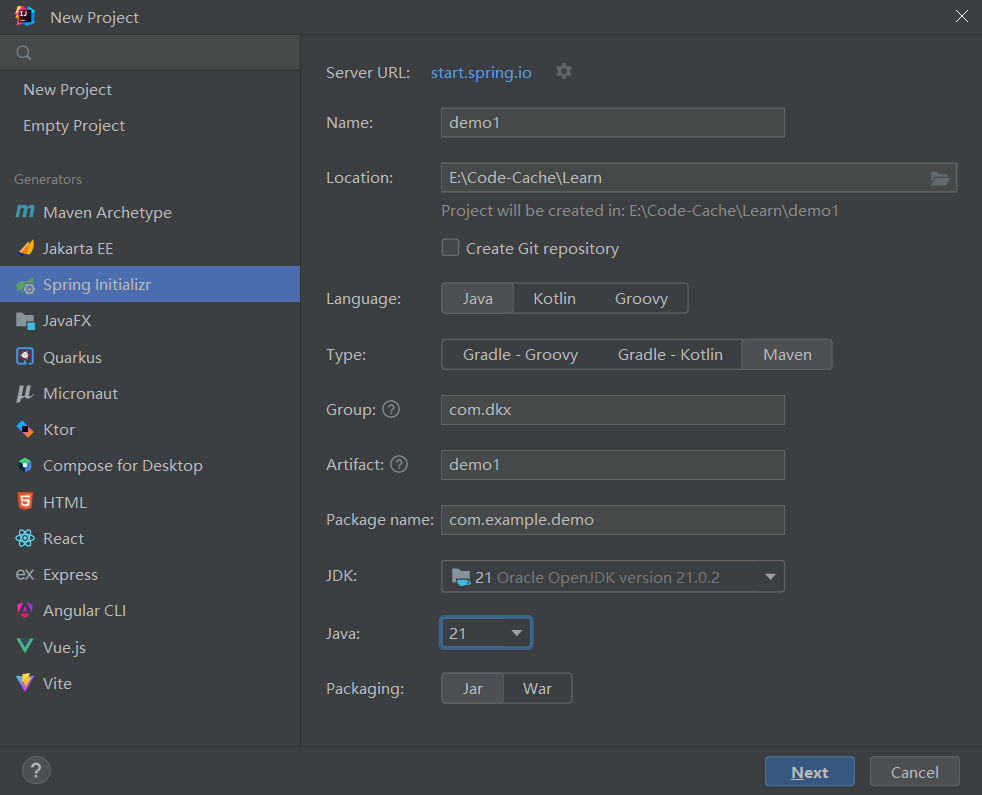 New Project
New Project
Empty Project
Generators
Maven Archetype
Jakarta EE
Spring Initializr
JavaFX
Quarkus
Micronaut
Ktor
Compose for Desktop
HTML
React
ex Express
Angular CLI
Vue.js
Vite
Server URL: start.spring.io
Name: demo1
Location: E:\Code-Cache\Learn
Project will be created in: E:\Code-Cache\Learn\demo1
Create Git repository
Language: Java Kotlin Groovy
Type: Gradle - Groovy Gradle - Kotlin Maven
Group: ? com.dkx
Artifact: ? demo1
Package name: com.example.demo
JDK: 21 Oracle OpenJDK version 21.0.2
Java: 21
Packaging: Jar War
? Next Cancel